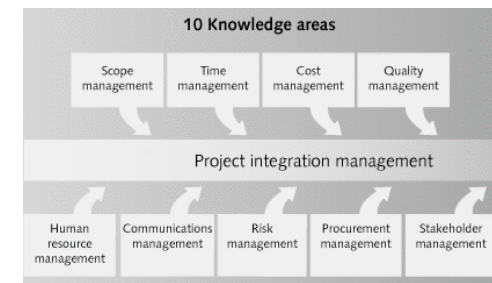 10 Knowledge areas
Scope
management
Time
management
Cost
management
Quality
management
Project integration management
Human
resource
management
Communications
management
Risk
management
Procurement
management
Stakeholder
management